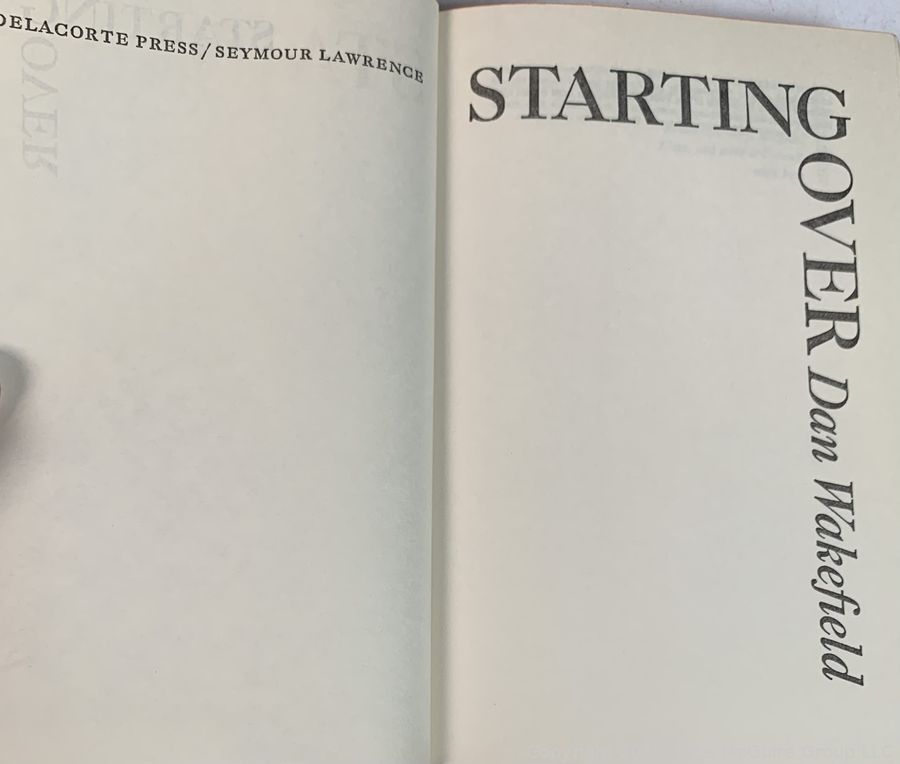 DELACORTE PRESS/SEYMOUR LAWRENCE
STARTING
OVER Dan Wakefield